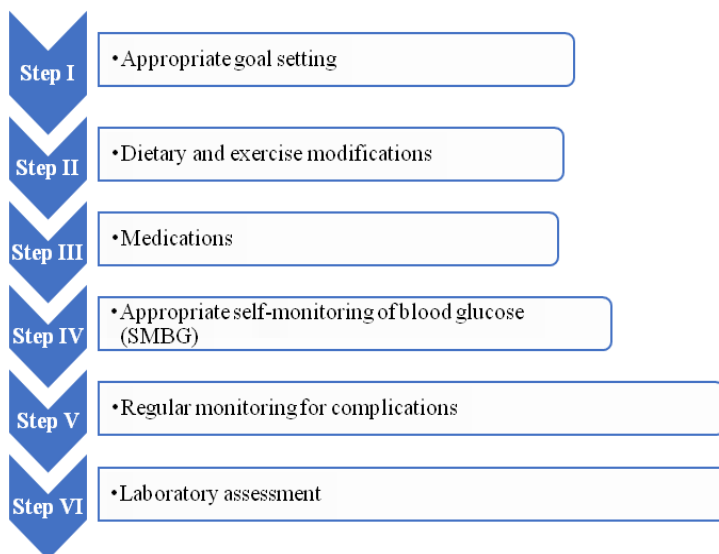 Step I
•Appropriate goal setting
Step II
•Dietary and exercise modifications
Step III
•Medications
Step IV
•Appropriate self-monitoring of blood glucose
(SMBG)
Step V
•Regular monitoring for complications
Step VI
•Laboratory assessment